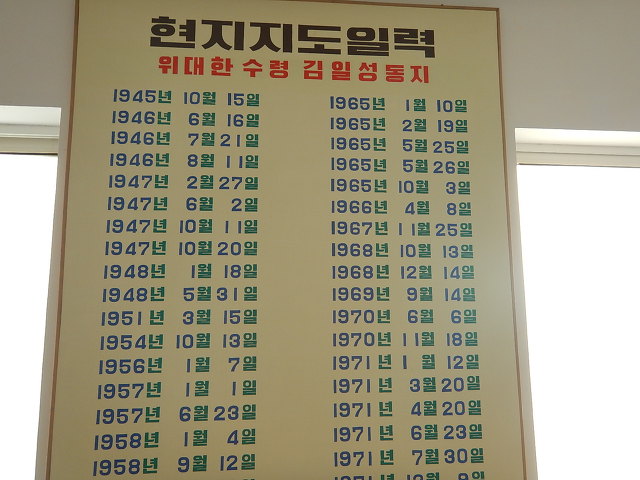 현지지도일력
위대한 수령 김일성동지
1945년 10월 15일
1946년 6월 16일
1946년 7월 21일
1946년 8월 11일
1947년 2월 27일
1947년 6월 2일
1947년 10월 11일
1947년 10월 20일
1948년 1월 18일
1948년 5월 31일
1951년 3월 15일
1954년 10월 13일
1956년 1월 7일
1957년 1월 1일
1957년 6월 23일
1958년 1월 4일
1958년 9월 12일
1965년 1월 10일
1965년 2월 19일
1965년 5월 25일
1965년 5월 26일
1965년 10월 3일
1966년 4월 8일
1967년 11월 25일
1968년 10월 13일
1968년 12월 14일
1969년 9월 14일
1970년 6월 6일
1970년 11월 18일
1971년 1월 12일
1971년 3월 20일
1971년 4월 20일
1971년 6월 23일
1971년 7월 30일